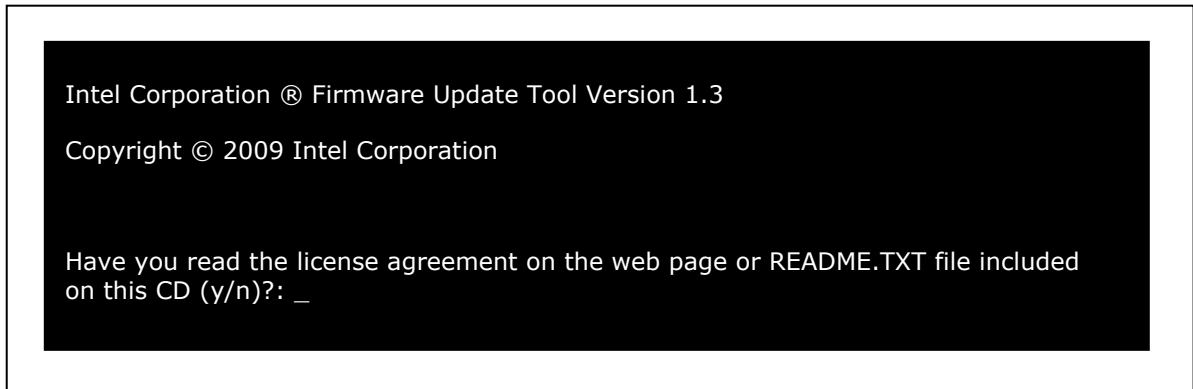 Intel Corporation ® Firmware Update Tool Version 1.3
Copyright © 2009 Intel Corporation
Have you read the license agreement on the web page or README.TXT file included
on this CD (y/n)?: _